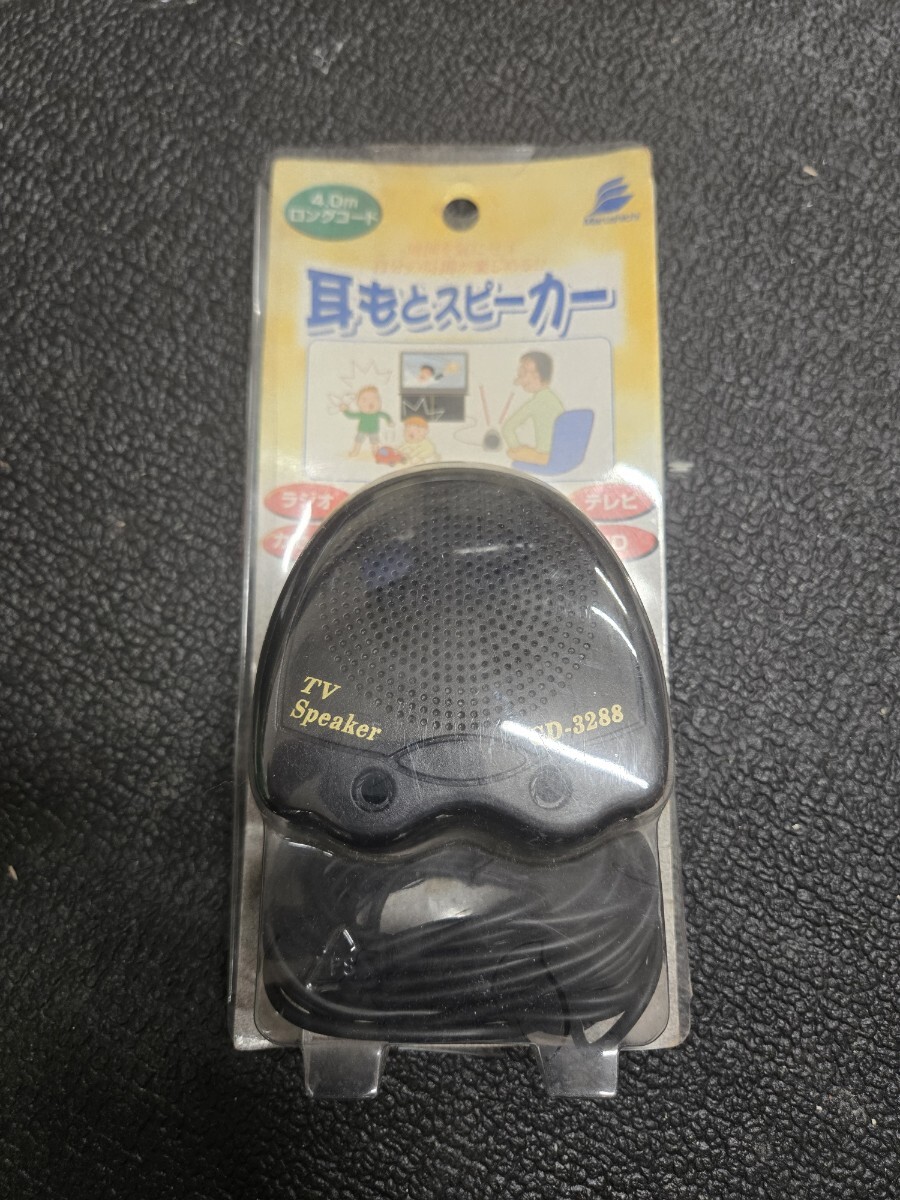 4.0m
ロングコード
耳もとスピーカー
ラジオ
テレビ
TV
Speaker
D-3288
PS